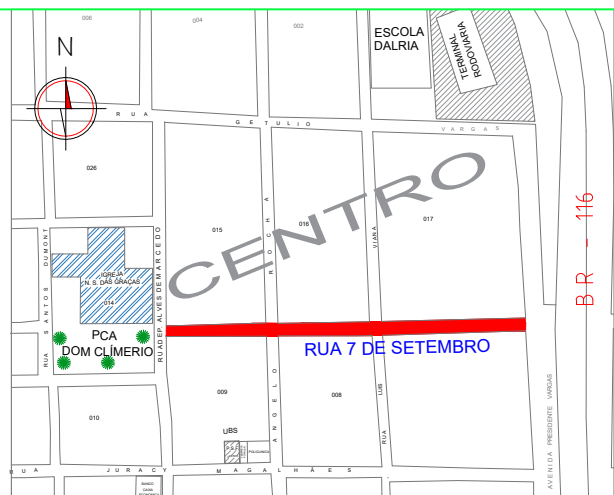 006
004
002
ESCOLA
DALRIA
TERMINAL
RODOVIARIA
N
RUA GETULIO VARGAS
026
015
016
017
CENTRO
RUA SANTOS DUMONT
IGREJA
N. S. DAS GRAÇAS
014
RUA DEP. ALVES DE MARCEDO
ANGELO ROCHA
RUA LUIS VIANA
BR - 116
PCA
DOM CLÍMERIO
RUA 7 DE SETEMBRO
009
008
010
UBS
P.S.F
RUA JURACY MAGALHÃES
AVENIDA PRESIDENTE VARGAS
BANCO
CAIXA